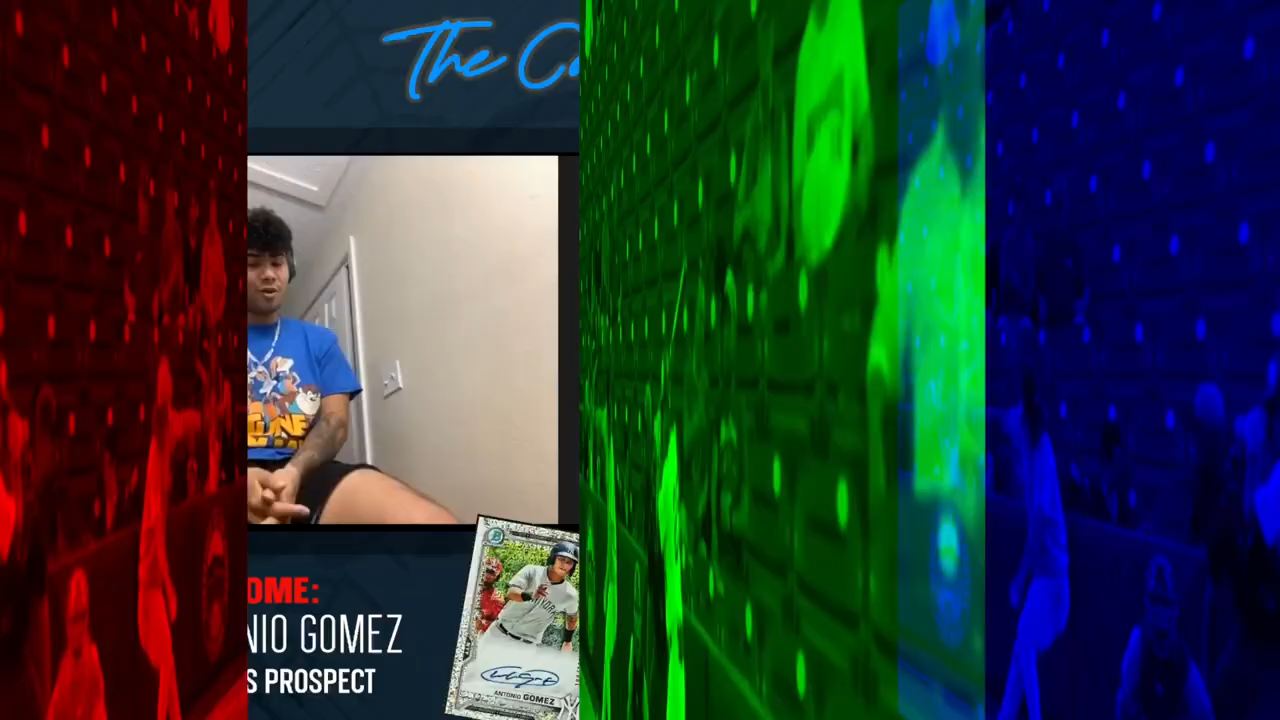 The C
OME:
NIO GOMEZ
S PROSPECT
ANTONIO GOMEZ